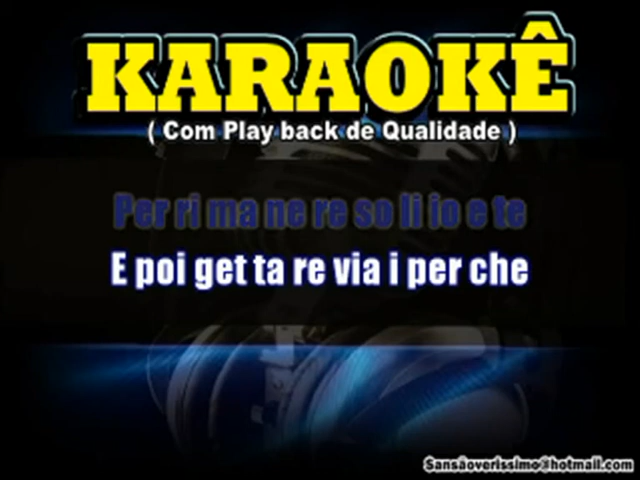 KARAOKÊ
( Com Play back de Qualidade )
Per ri ma ne re so li io e te
E poi get ta re via i per che
Sansãoverissimo@hotmail.com